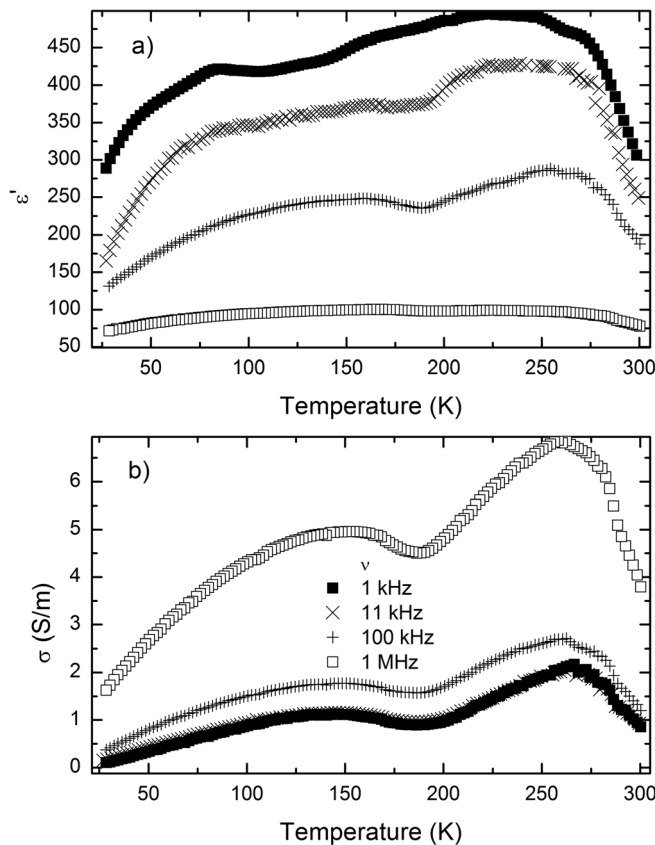 a)
450
400
350
300
250
200
150
100
50
ε'
50 100 150 200 250 300
Temperature (K)
b)
6
5
4
3
2
1
0
σ (S/m)
ν
1 kHz
11 kHz
100 kHz
1 MHz
50 100 150 200 250 300
Temperature (K)